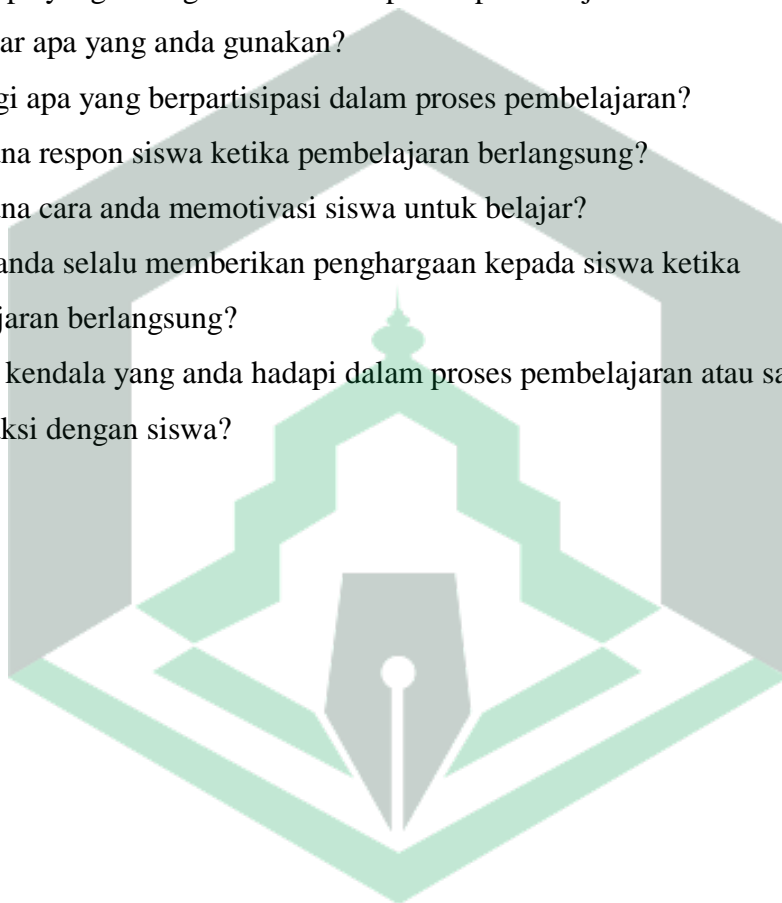 ar apa yang anda gunakan?
gi apa yang berpartisipasi dalam proses pembelajaran?
na respon siswa ketika pembelajaran berlangsung?
na cara anda memotivasi siswa untuk belajar?
anda selalu memberikan penghargaan kepada siswa ketika
jaran berlangsung?
kendala yang anda hadapi dalam proses pembelajaran atau sa
ksi dengan siswa?